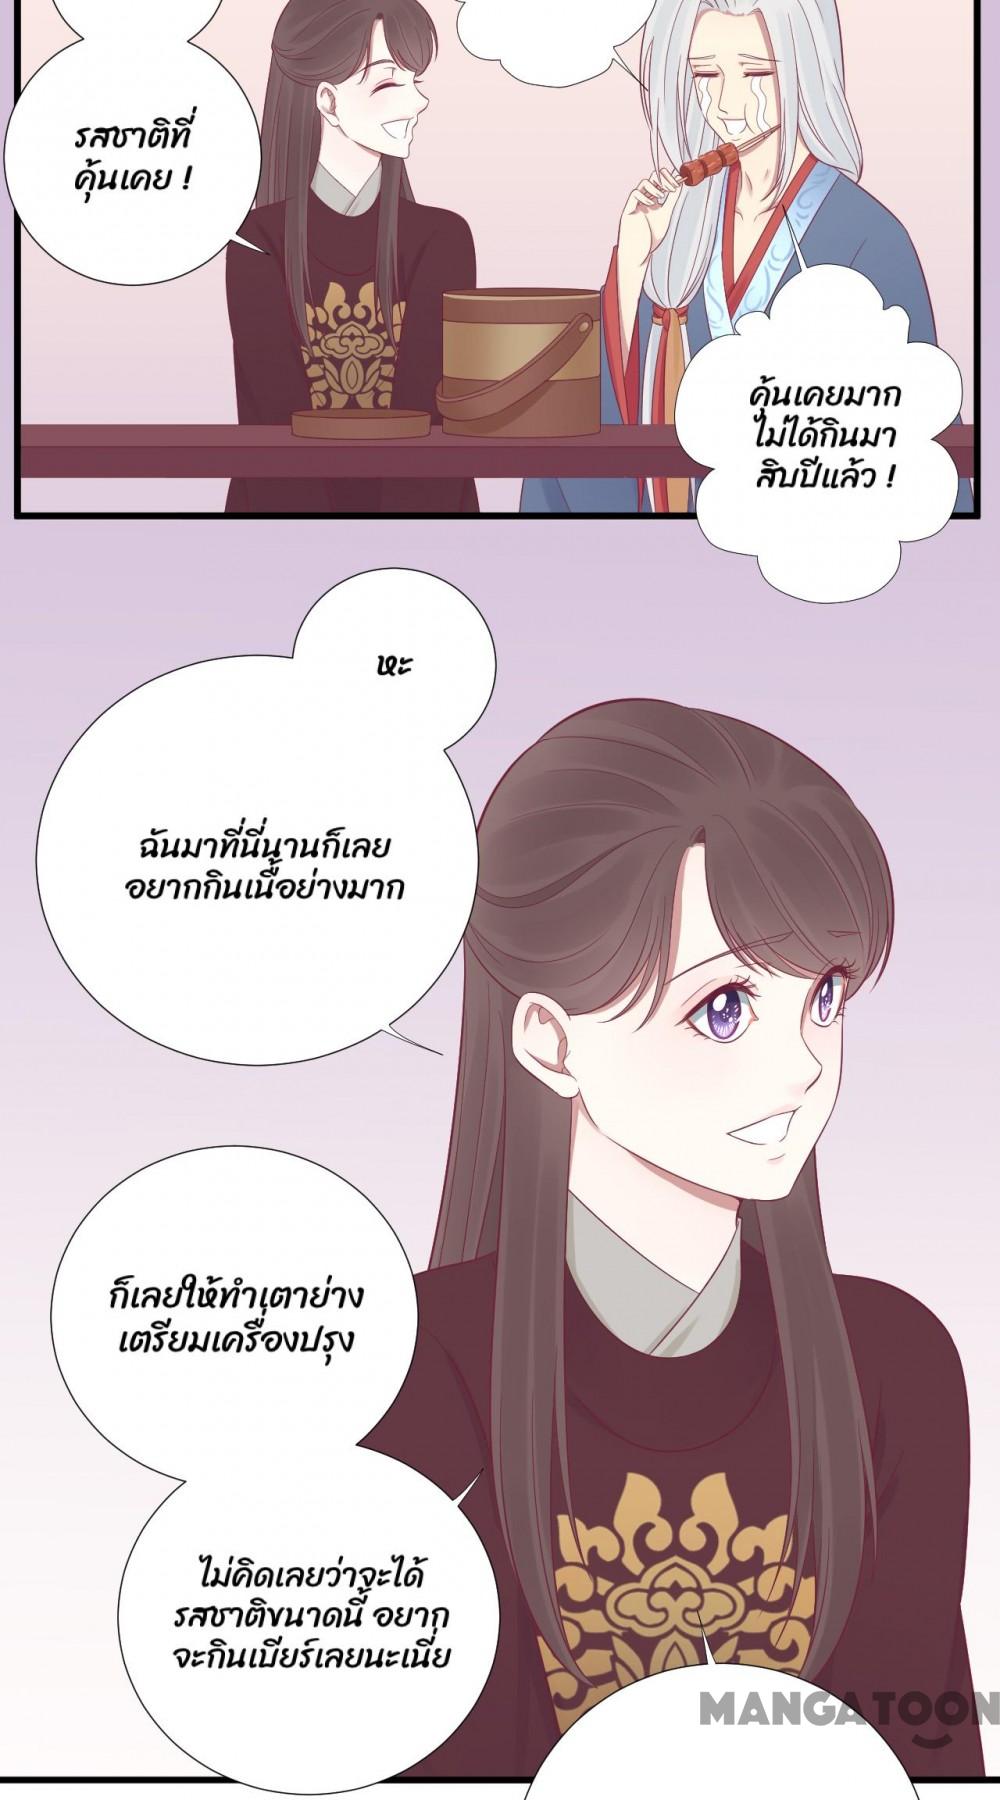 รสชาติที่
คุ้นเคย !
คุ้นเคยมาก
ไม่ได้กินมา
สิบปีแล้ว !
หะ
ฉันมาที่นี่นานก็เลย
อยากกินเนื้อย่างมาก
ก็เลยให้ทำเตาย่าง
เตรียมเครื่องปรุง
ไม่คิดเลยว่าจะได้
รสชาติขนาดนี้ อยาก
จะกินเบียร์เลยนะเนี่ย
MANGATOON